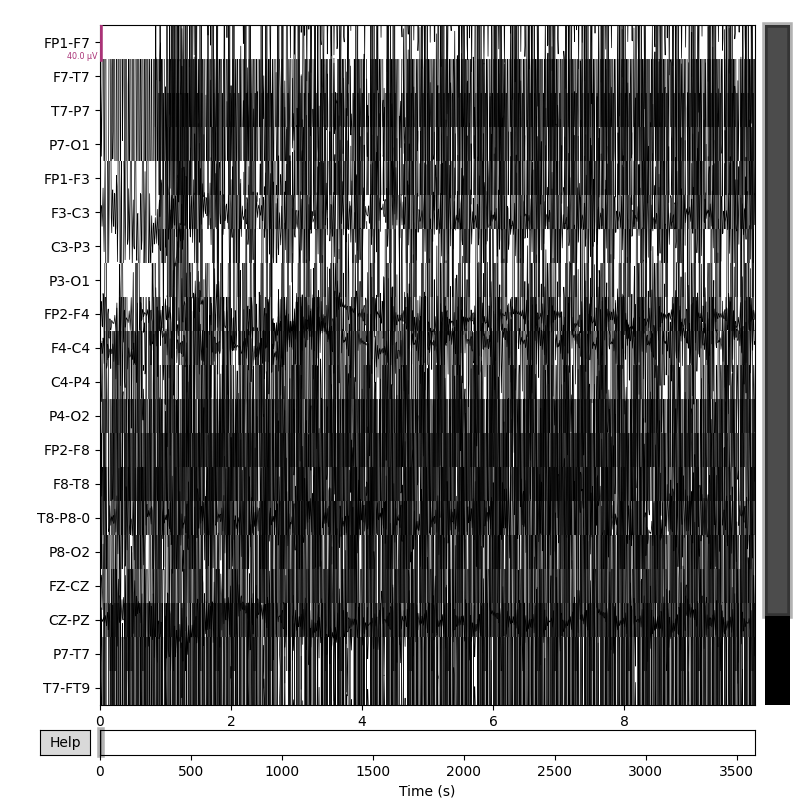 FP1-F7
40.0 µV
F7-T7
T7-P7
P7-O1
FP1-F3
F3-C3
C3-P3
P3-O1
FP2-F4
F4-C4
C4-P4
P4-O2
FP2-F8
F8-T8
T8-P8-0
P8-O2
FZ-CZ
CZ-PZ
P7-T7
T7-FT9
0 2 4 6 8
Help
0 500 1000 1500 2000 2500 3000 3500
Time (s)